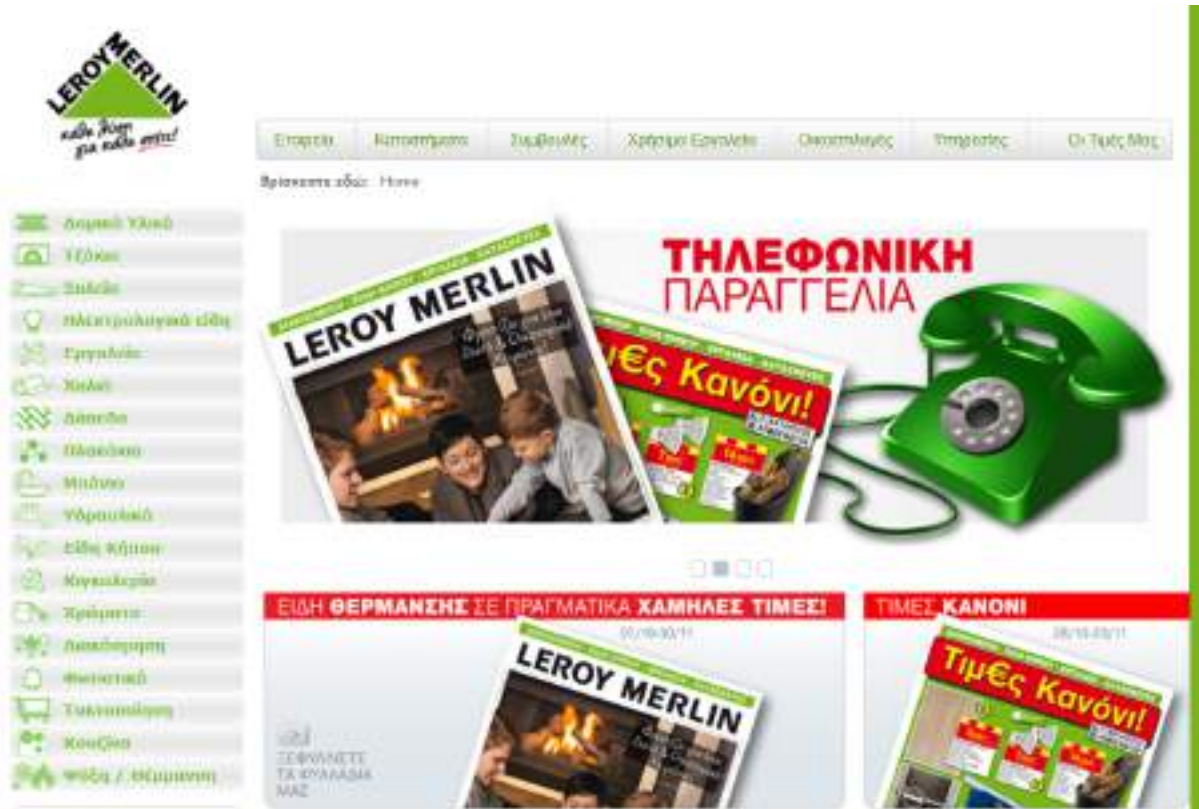 LEROY MERLIN
κάθε λύση
για κάθε σπίτι!
Εταιρεία Καταστήματα Συμβουλές Χρήσιμα Εργαλεία Οικοεπιλογές Υπηρεσίες Οι Τιμές Μας
Βρίσκεστε εδώ: Home
Δομικά Υλικά
Τζάκια
Ξυλεία
Ηλεκτρολογικά είδη
Εργαλεία
Χαλιά
Δάπεδα
Πλακάκια
Μπάνιο
Υδραυλικά
Είδη Κήπου
Κιγκαλερία
Χρώματα
Διακόσμηση
Φωτιστικά
Τακτοποίηση
Κουζίνα
Ψύξη / Θέρμανση
LEROY MERLIN
ΤΗΛΕΦΩΝΙΚΗ
ΠΑΡΑΓΓΕΛΙΑ
Τιμ€ς Κανόνι!
ΕΙΔΗ ΘΕΡΜΑΝΣΗΣ ΣΕ ΠΡΑΓΜΑΤΙΚΑ ΧΑΜΗΛΕΣ ΤΙΜΕΣ!
LEROY MERLIN
ΞΕΦΥΛΛΙΣΤΕ
ΤΑ ΦΥΛΛΑΔΙΑ
ΜΑΣ
ΤΙΜΕΣ ΚΑΝΟΝΙ
Τιμ€ς Κανόνι!